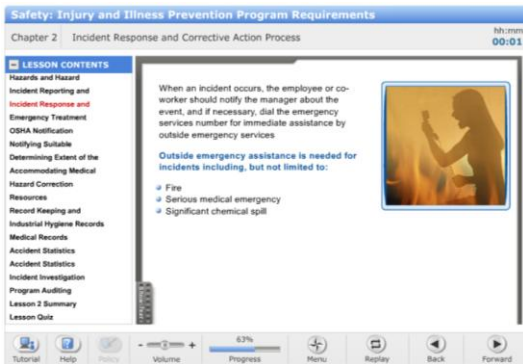 Safety: Injury and Illness Prevention Program Requirements
Chapter 2 Incident Response and Corrective Action Process
hh:mm
00:01
LESSON CONTENTS
Hazards and Hazard
Incident Reporting and
Incident Response and
Emergency Treatment
OSHA Notification
Notifying Suitable
Determining Extent of the
Accommodating Medical
Hazard Correction
Resources
Record Keeping and
Industrial Hygiene Records
Medical Records
Accident Statistics
Accident Statistics
Incident Investigation
Program Auditing
Lesson 2 Summary
Lesson Quiz
When an incident occurs, the employee or co-
worker should notify the manager about the
event, and if necessary, dial the emergency
services number for immediate assistance by
outside emergency services
Outside emergency assistance is needed for
incidents including, but not limited to:
Fire
Serious medical emergency
Significant chemical spill
Tutorial
Help
Policy
- +
Volume
63%
Progress
Menu
Replay
Back
Forward